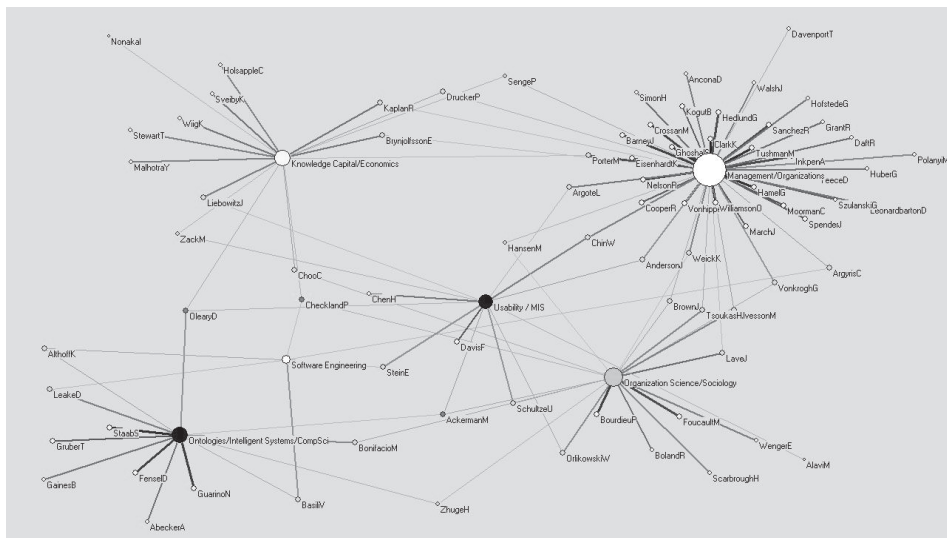 DavenportT
NonakaI
HolsappleC
SengeP
AnconaD
WalshJ
SveibyK
KaplanR
DruckerP
SimonH
KogutB
HedlundG
HofstedeG
WiigK
CrossanM
SanchezR
GrantR
StewartT
BrynjolfssonE
BarneyJ
ClarkK
DaftR
GhoshalS
TushmanM
MalhotraY
Knowledge Capital/Economics
PorterM
EisenhardtK
InkpenA
PolanyiM
Management/Organizations
HuberG
TeeceD
NelsonR
ArgoteL
HamelG
LiebowitzJ
CooperR
VonhippelE
WilliamsonO
MoormanC
SzulanskiG
LeonardbartonD
SpenderJ
MarchJ
ZackM
HansenM
ChinW
WeickK
AndersonJ
ArgyrisC
ChooC
VonkroghG
ChecklandP
ChenH
Usability / MIS
BrownJ
OlearyD
TsoukasH
AlvessonM
DavisF
AlthoffK
LaveJ
Software Engineering
SteinE
Organization Science/Sociology
LeakeD
SchultzeU
AckermanM
BourdieuP
FoucaultM
StaabS
Ontologies/Intelligent Systems/CompSci
GruberT
BonifacioM
WengerE
OrlikowskiW
BolandR
AlaviM
FenselD
ScarbroughH
GainesB
GuarinoN
BasiliV
ZhugeH
AbeckerA